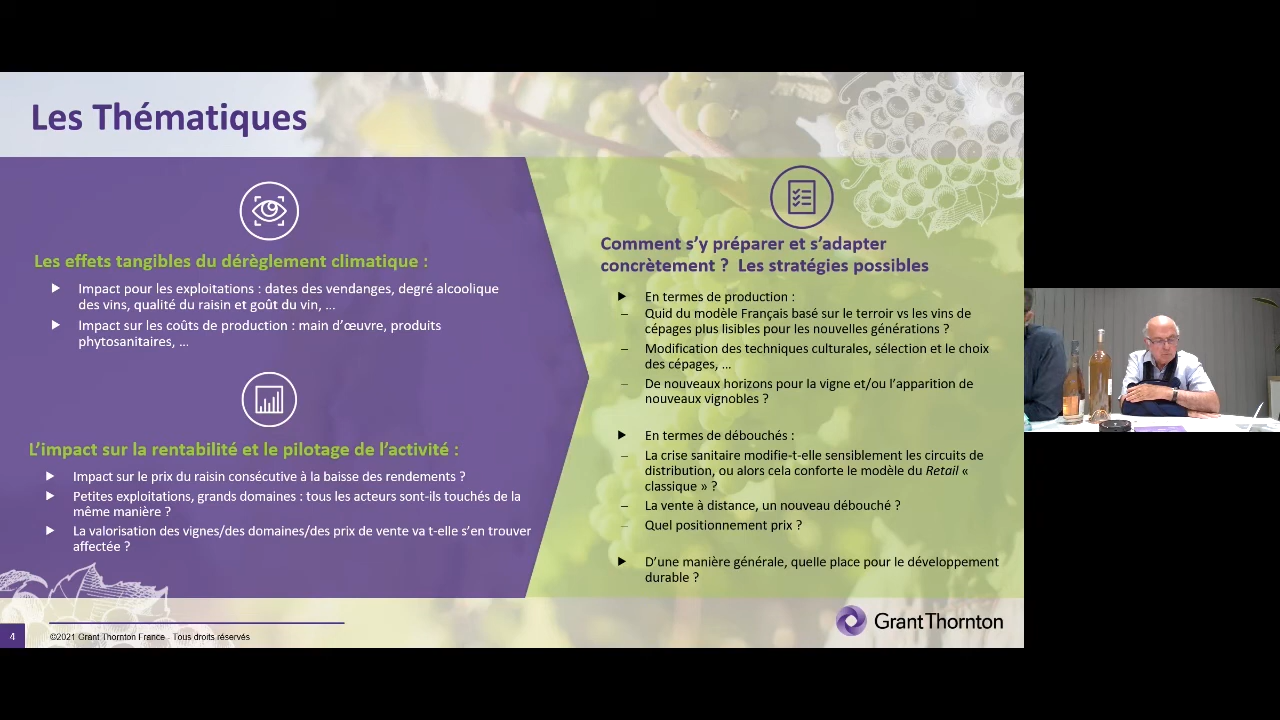 Les Thématiques
Les effets tangibles du dérèglement climatique :
Impact pour les exploitations : dates des vendanges, degré alcoolique
des vins, qualité du raisin et goût du vin, ...
Impact sur les coûts de production : main d'œuvre, produits
phytosanitaires, ...
L'impact sur la rentabilité et le pilotage de l'activité :
Impact sur le prix du raisin consécutive à la baisse des rendements ?
Petites exploitations, grands domaines : tous les acteurs sont-ils touchés de la
même manière ?
La valorisation des vignes/des domaines/des prix de vente va t-elle s'en trouver
affectée ?
Comment s'y préparer et s'adapter
concrètement ? Les stratégies possibles
En termes de production :
– Quid du modèle Français basé sur le terroir vs les vins de
cépages plus lisibles pour les nouvelles générations ?
– Modification des techniques culturales, sélection et le choix
des cépages, ...
– De nouveaux horizons pour la vigne et/ou l'apparition de
nouveaux vignobles ?
En termes de débouchés :
– La crise sanitaire modifie-t-elle sensiblement les circuits de
distribution, ou alors cela conforte le modèle du Retail «
classique » ?
– La vente à distance, un nouveau débouché ?
– Quel positionnement prix ?
D'une manière générale, quelle place pour le développement
durable ?
4
©2021 Grant Thornton France - Tous droits réservés
Grant Thornton